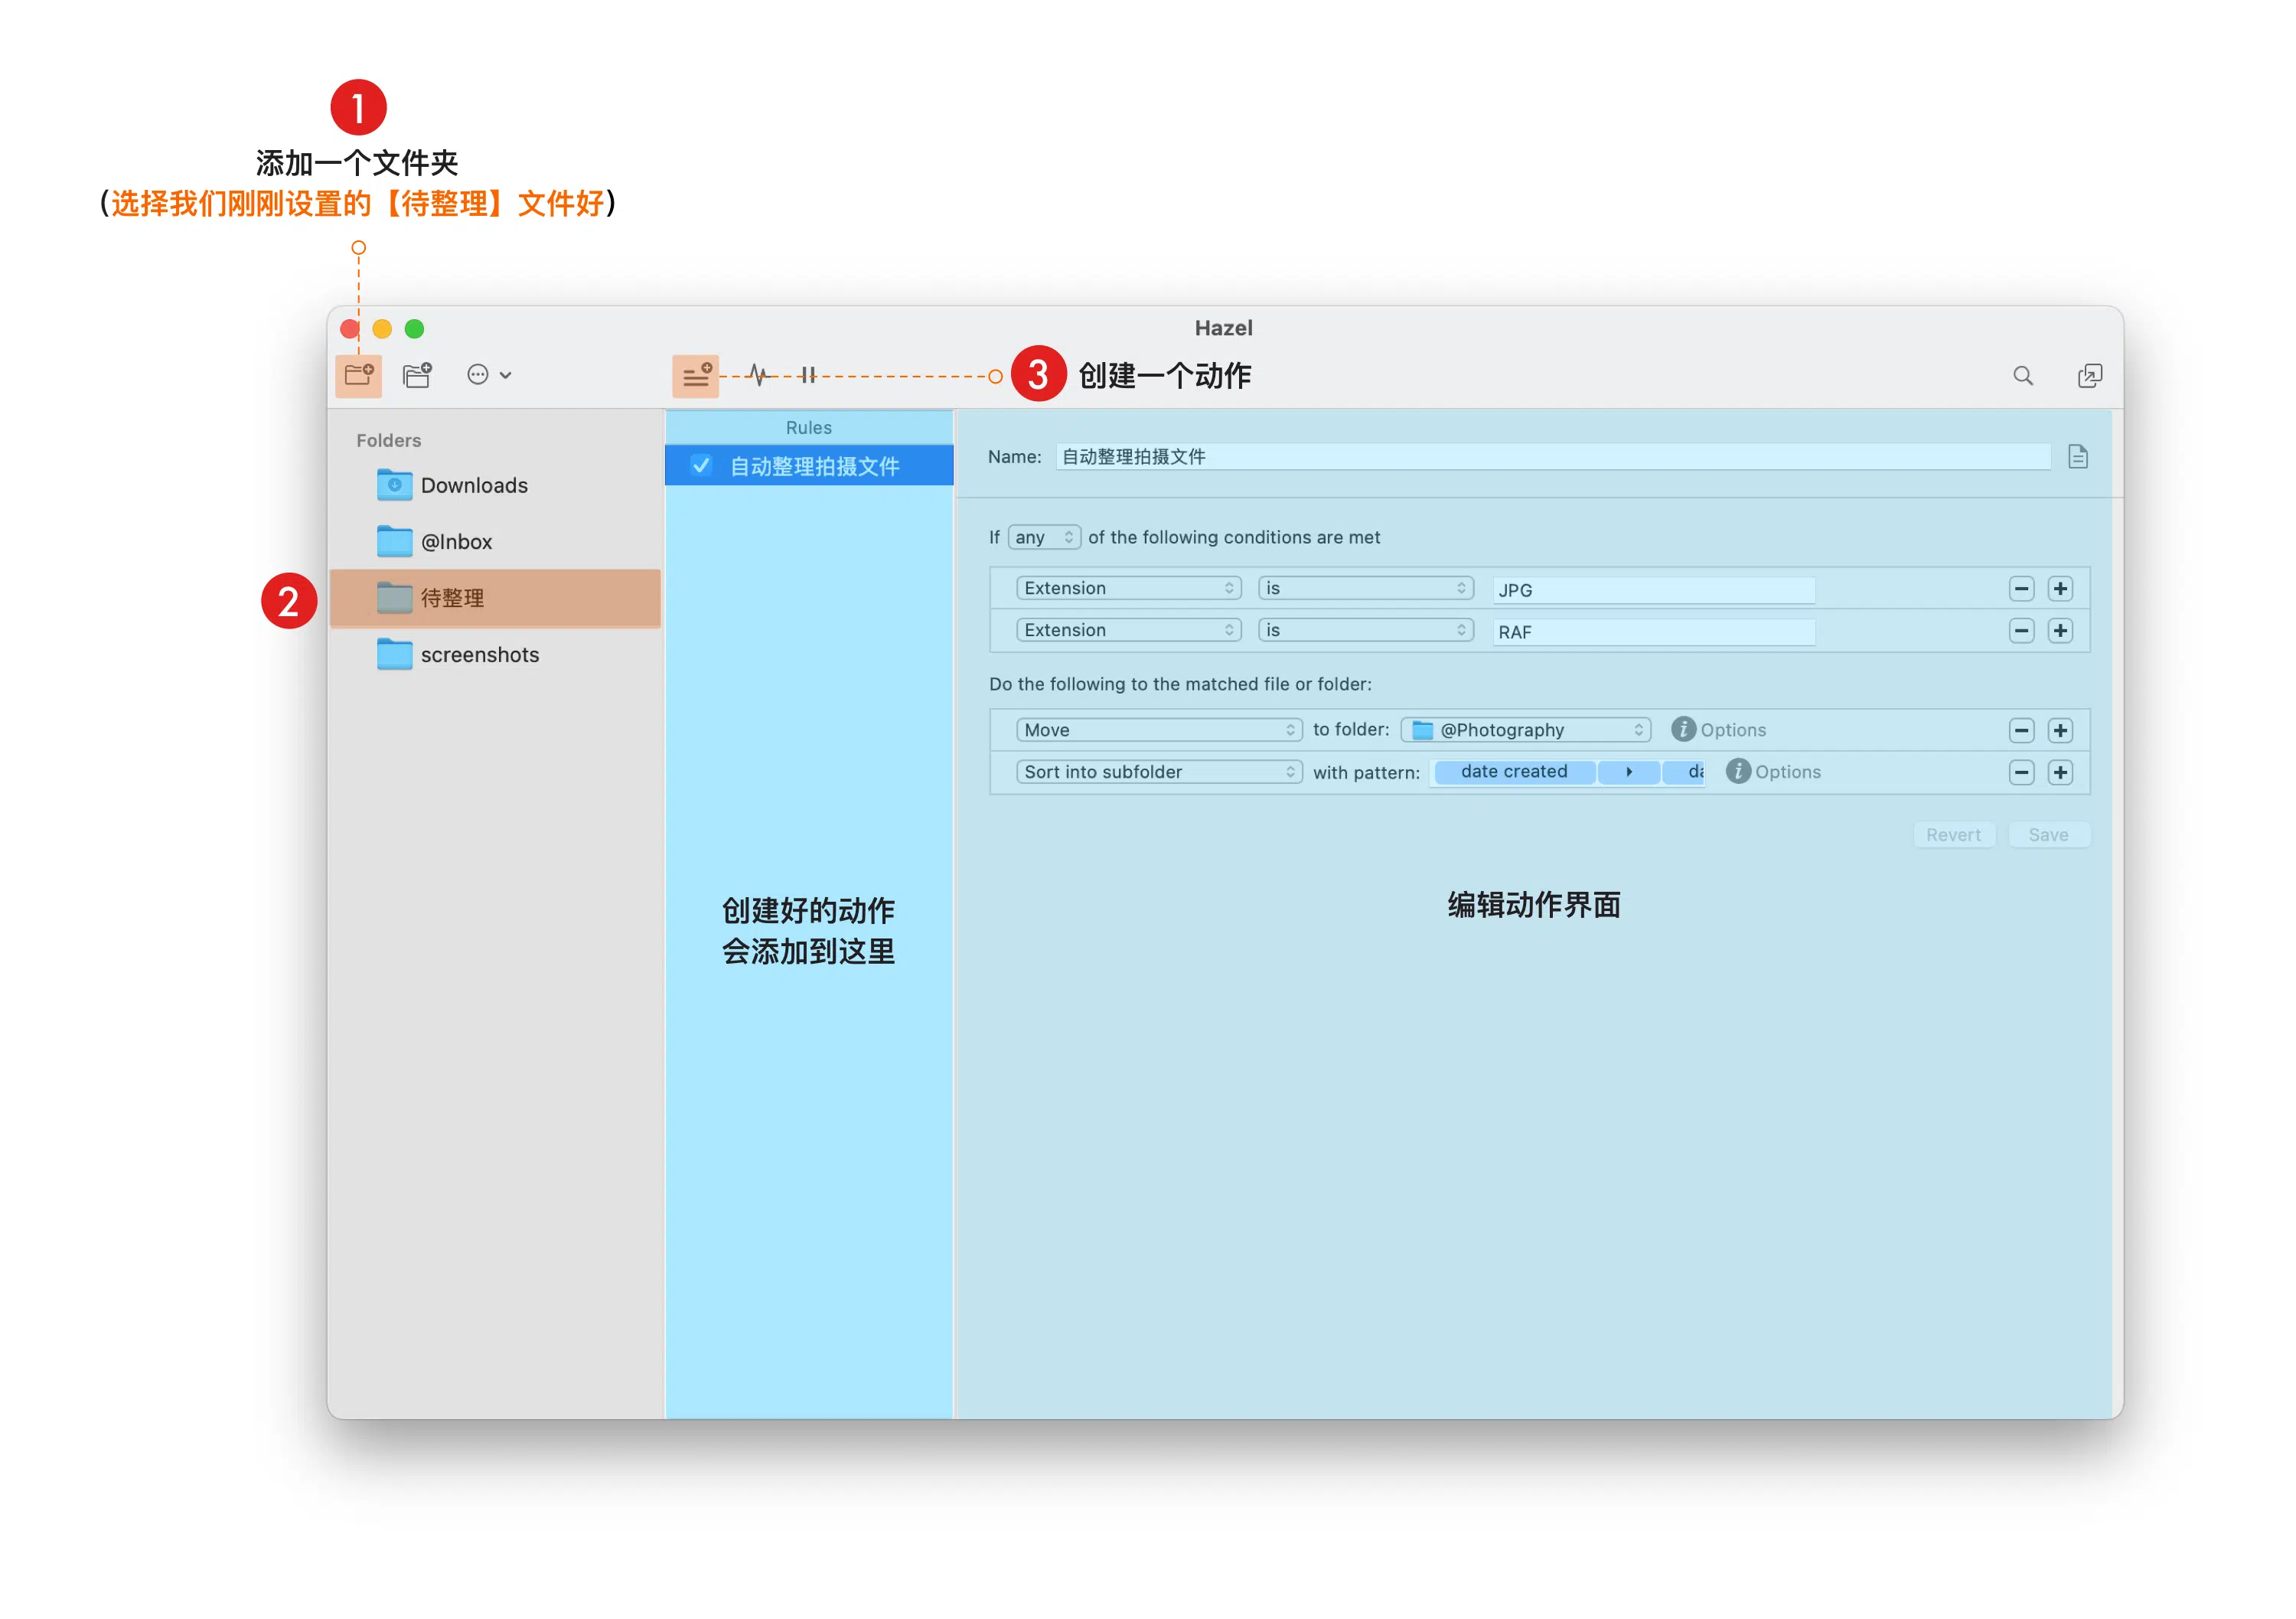 1
添加一个文件夹
（选择我们刚刚设置的【待整理】文件好）
Hazel
3 创建一个动作
Folders
Downloads
@Inbox
2 待整理
screenshots
Rules
自动整理拍摄文件
创建好的动作
会添加到这里
Name: 自动整理拍摄文件
If any of the following conditions are met
Extension is JPG
Extension is RAF
Do the following to the matched file or folder:
Move to folder: @Photography Options
Sort into subfolder with pattern: date created Options
Revert Save
编辑动作界面